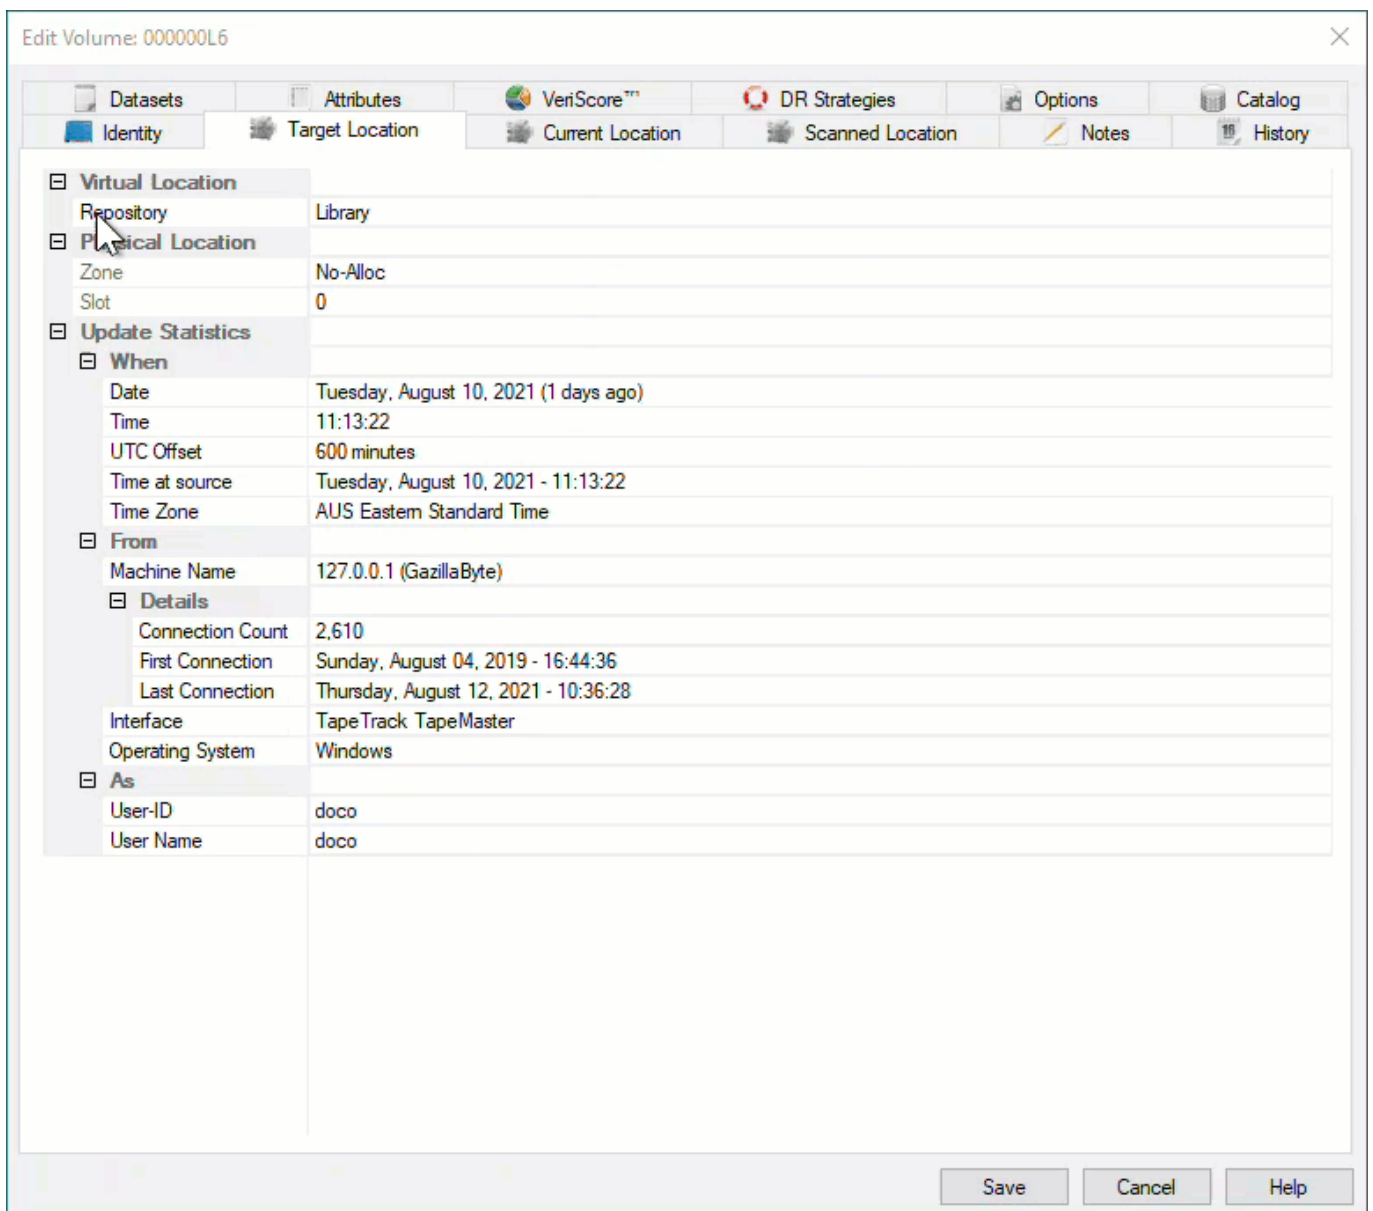 Edit Volume: 000000L6
Datasets Attributes VeriScore™ DR Strategies Options Catalog
Identity Target Location Current Location Scanned Location Notes 16 History
Virtual Location
Repository Library
Physical Location
Zone No-Alloc
Slot 0
Update Statistics
When
Date Tuesday, August 10, 2021 (1 days ago)
Time 11:13:22
UTC Offset 600 minutes
Time at source Tuesday, August 10, 2021 - 11:13:22
Time Zone AUS Eastern Standard Time
From
Machine Name 127.0.0.1 (GazillaByte)
Details
Connection Count 2,610
First Connection Sunday, August 04, 2019 - 16:44:36
Last Connection Thursday, August 12, 2021 - 10:36:28
Interface TapeTrack TapeMaster
Operating System Windows
As
User-ID doco
User Name doco
Save Cancel Help